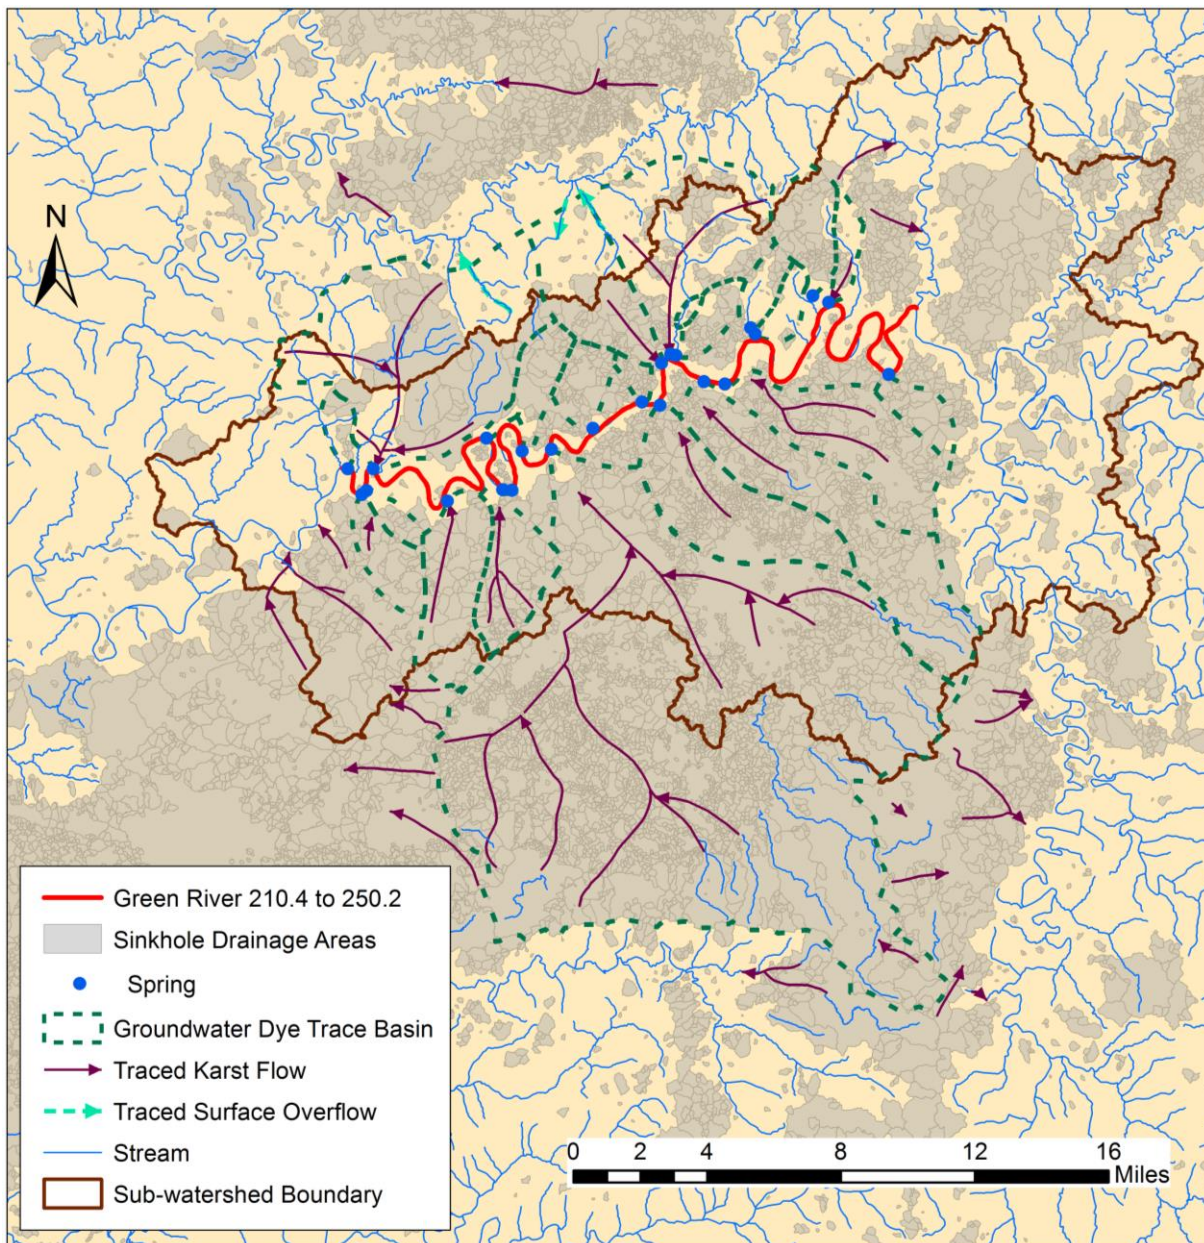 N
Green River 210.4 to 250.2
Sinkhole Drainage Areas
Spring
Groundwater Dye Trace Basin
Traced Karst Flow
Traced Surface Overflow
Stream
Sub-watershed Boundary
0 2 4 8 12 16
Miles